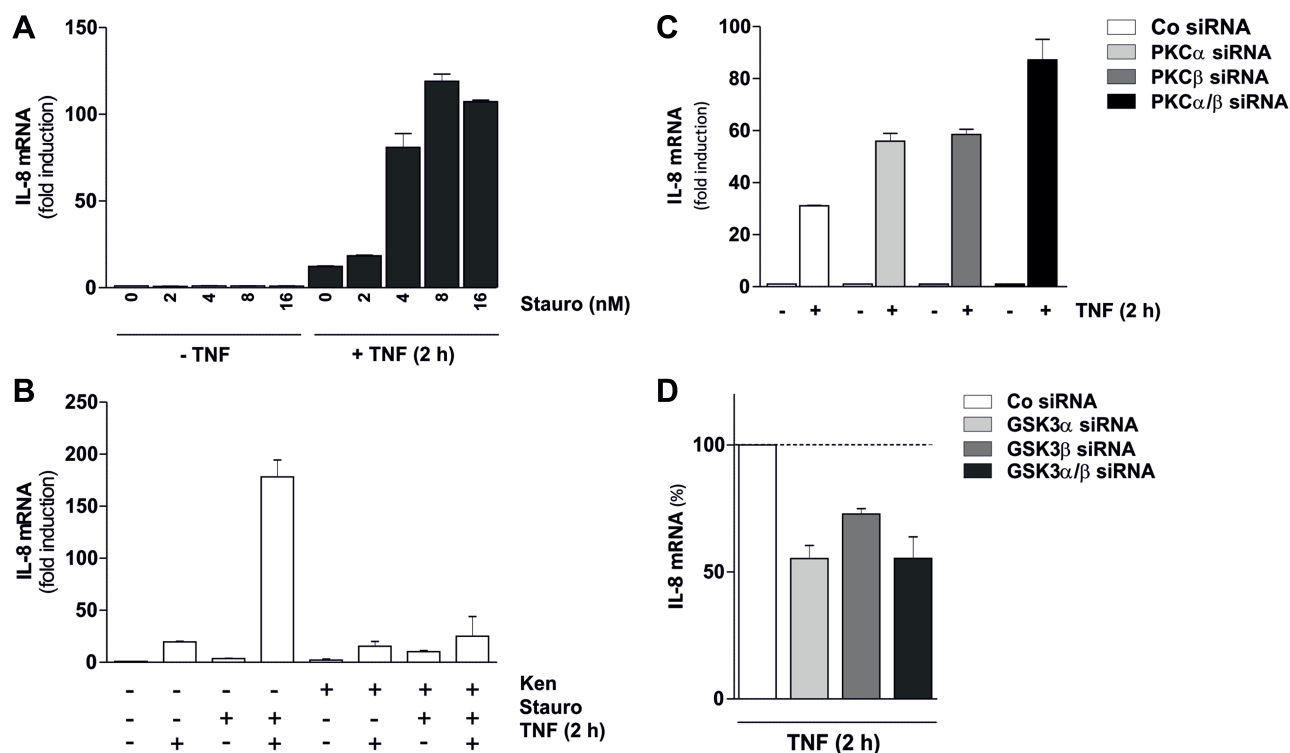 A
IL-8 mRNA
(fold induction)
150
100
50
0
0 2 4 8 16 0 2 4 8 16
Stauro (nM)
- TNF + TNF (2 h)
C
IL-8 mRNA
(fold induction)
100
80
60
40
20
0
- + - + - + - + TNF (2 h)
Co siRNA
PKCα siRNA
PKCβ siRNA
PKCα/β siRNA
B
IL-8 mRNA
(fold induction)
250
200
150
100
50
0
- - - - + + + + Ken
- - + + - - + + Stauro
- + - + - + - + TNF (2 h)
D
IL-8 mRNA (%)
100
50
0
TNF (2 h)
Co siRNA
GSK3α siRNA
GSK3β siRNA
GSK3α/β siRNA